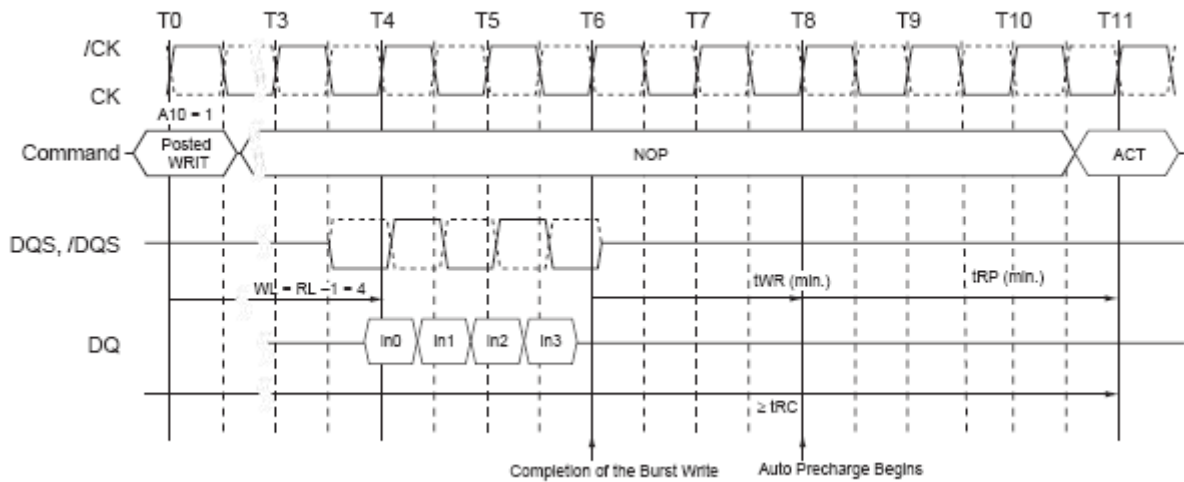 T0 T3 T4 T5 T6 T7 T8 T9 T10 T11
/CK
CK
A10 = 1
Command
Posted
WRIT
NOP
ACT
DQS, /DQS
WL = RL −1 = 4
tWR (min.)
tRP (min.)
DQ
In0 In1 In2 In3
≥ tRC
Completion of the Burst Write
Auto Precharge Begins